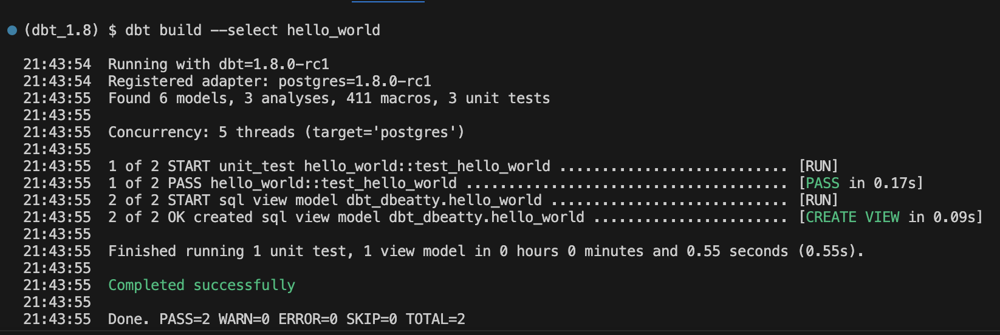 (dbt_1.8) $ dbt build --select hello_world
21:43:54  Running with dbt=1.8.0-rc1
21:43:54  Registered adapter: postgres=1.8.0-rc1
21:43:55  Found 6 models, 3 analyses, 411 macros, 3 unit tests
21:43:55
21:43:55  Concurrency: 5 threads (target='postgres')
21:43:55
21:43:55  1 of 2 START unit_test hello_world::test_hello_world ........................... [RUN]
21:43:55  1 of 2 PASS hello_world::test_hello_world ...................................... [PASS in 0.17s]
21:43:55  2 of 2 START sql view model dbt_dbeatty.hello_world ............................ [RUN]
21:43:55  2 of 2 OK created sql view model dbt_dbeatty.hello_world ....................... [CREATE VIEW in 0.09s]
21:43:55
21:43:55  Finished running 1 unit test, 1 view model in 0 hours 0 minutes and 0.55 seconds (0.55s).
21:43:55
21:43:55  Completed successfully
21:43:55
21:43:55  Done. PASS=2 WARN=0 ERROR=0 SKIP=0 TOTAL=2